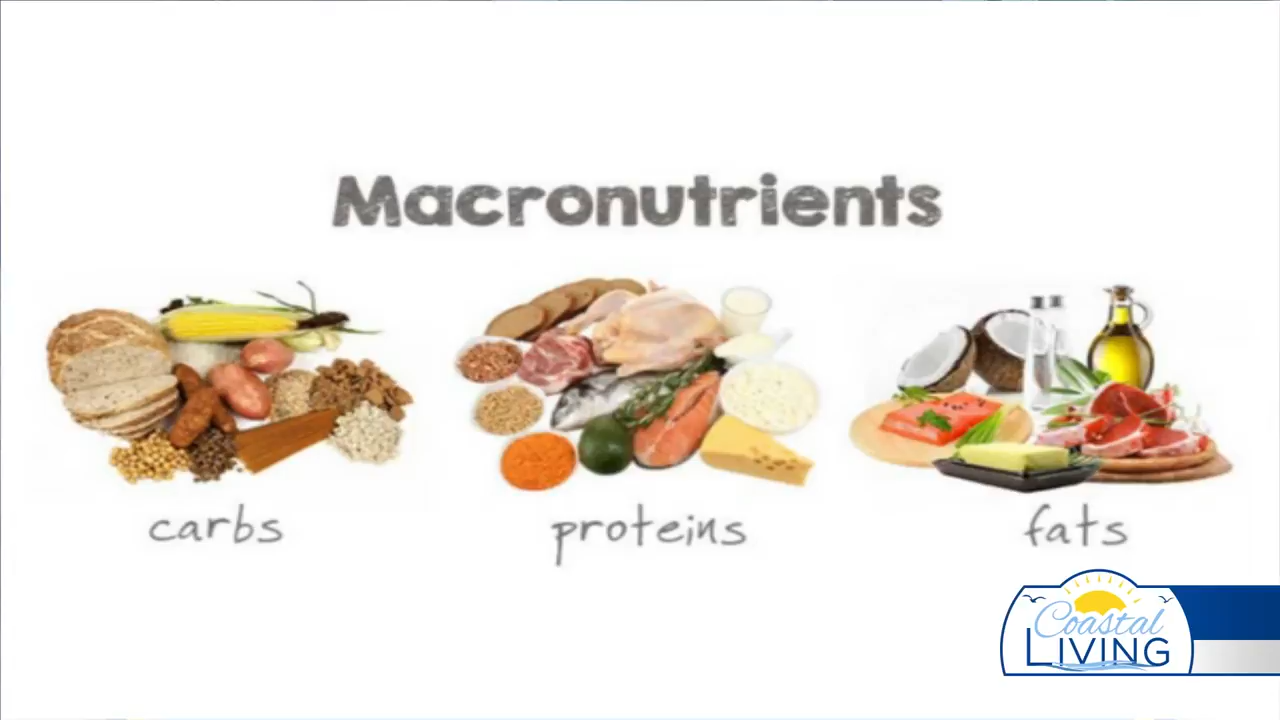 Macronutrients
carbs
proteins
fats
Coastal
LIVING